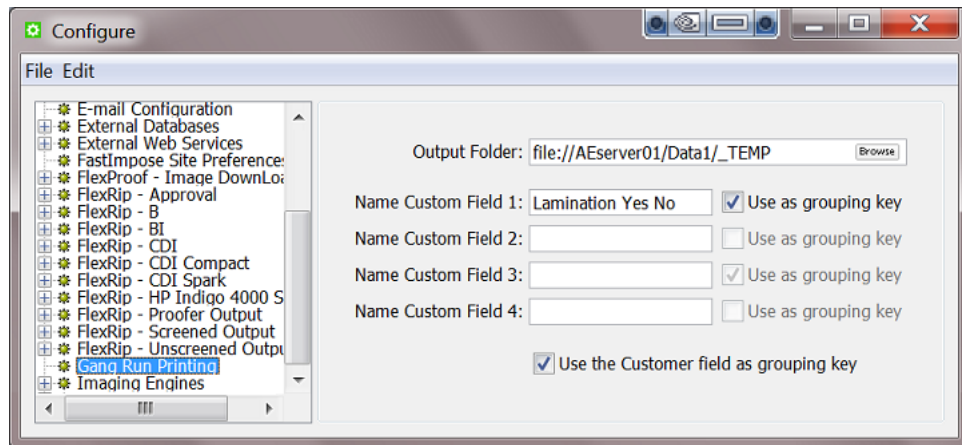 Configure
File Edit
E-mail Configuration
External Databases
External Web Services
FastImpose Site Preferences
FlexProof - Image DownLoa
FlexRip - Approval
FlexRip - B
FlexRip - BI
FlexRip - CDI
FlexRip - CDI Compact
FlexRip - CDI Spark
FlexRip - HP Indigo 4000 S
FlexRip - Proofer Output
FlexRip - Screened Output
FlexRip - Unscreened Outpu
Gang Run Printing
Imaging Engines
Output Folder: file://AEserver01/Data1/_TEMP Browse
Name Custom Field 1: Lamination Yes No Use as grouping key
Name Custom Field 2: Use as grouping key
Name Custom Field 3: Use as grouping key
Name Custom Field 4: Use as grouping key
Use the Customer field as grouping key